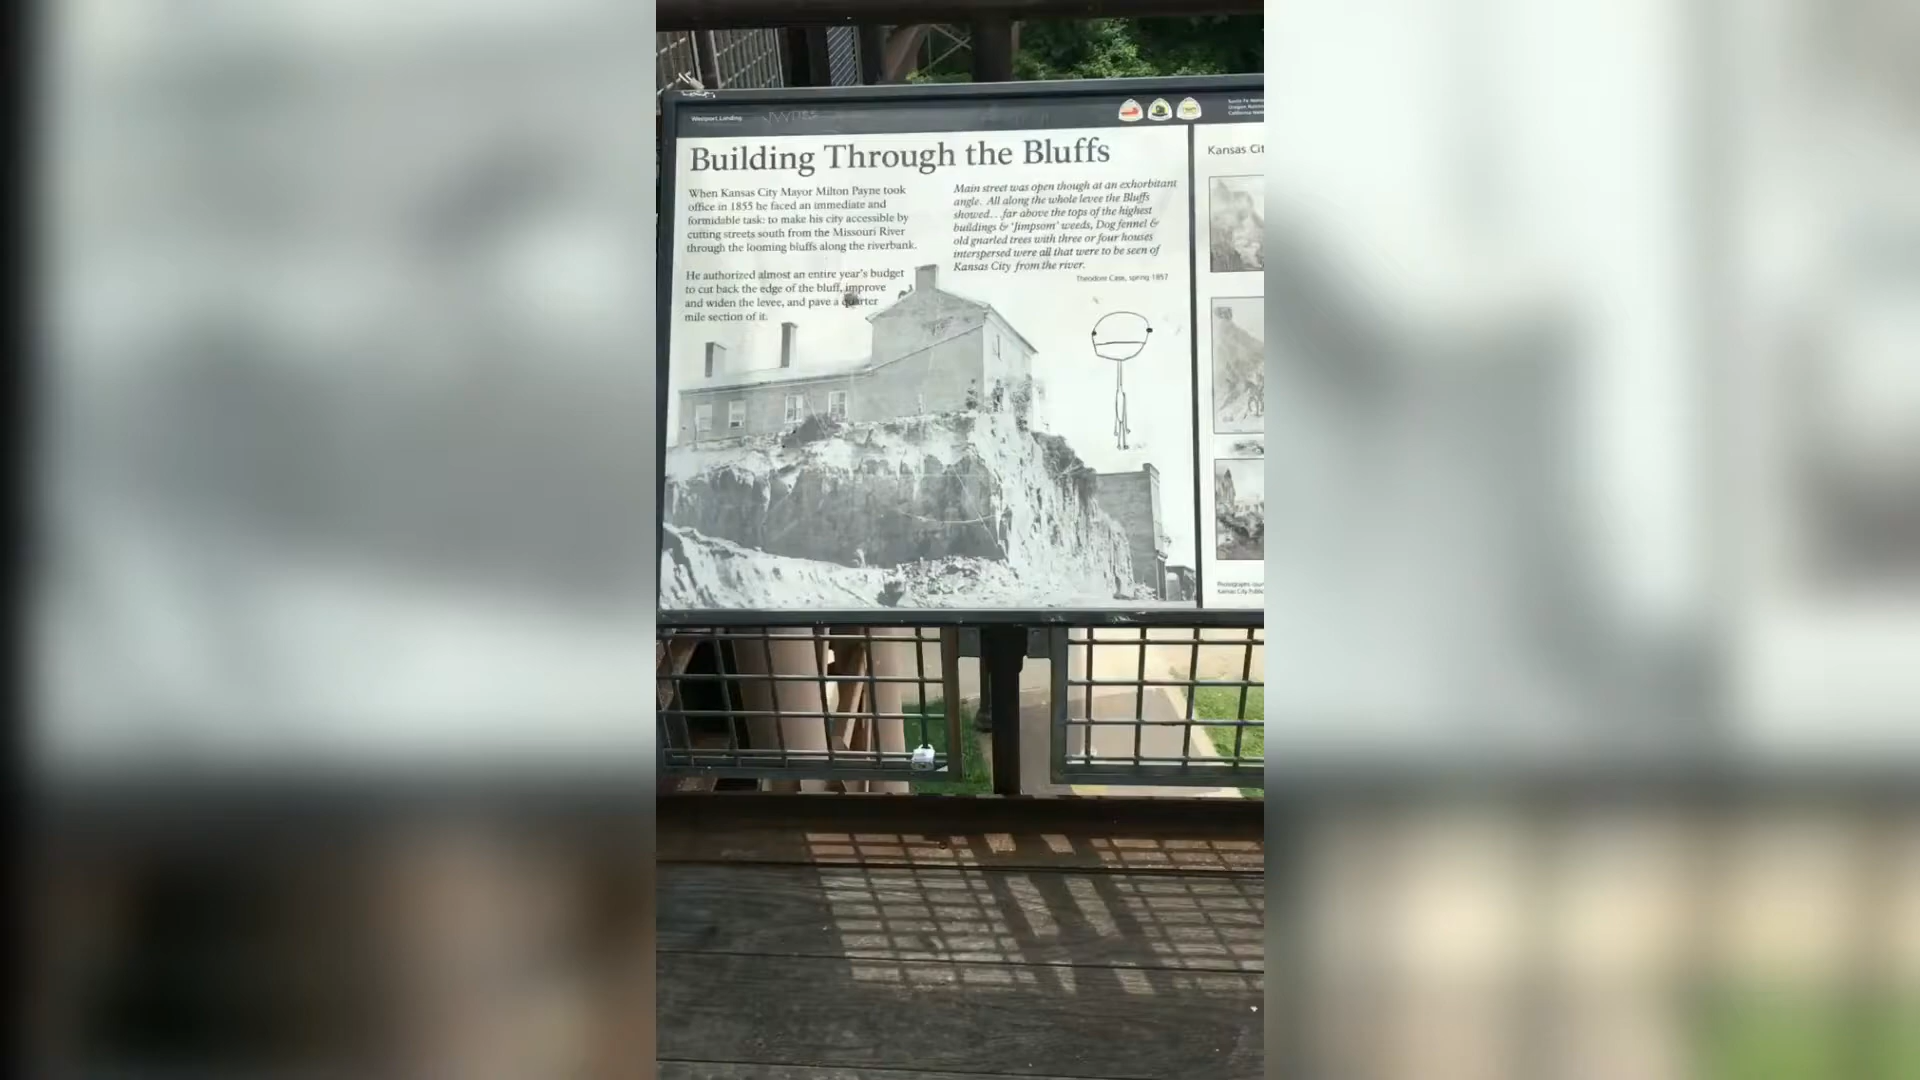 Westport Landing
Building Through the Bluffs
When Kansas City Mayor Milton Payne took
office in 1855 he faced an immediate and
formidable task: to make his city accessible by
cutting streets south from the Missouri River
through the looming bluffs along the riverbank.
He authorized almost an entire year's budget
to cut back the edge of the bluff, improve
and widen the levee, and pave a quarter
mile section of it.
Main street was open though at an exhorbitant
angle. All along the whole levee the Bluffs
showed…far above the tops of the highest
buildings & 'Jimpsom' weeds, Dog fennel &
old gnarled trees with three or four houses
interspersed were all that were to be seen of
Kansas City from the river.
Theodore Case, spring 1857
Kansas Cit